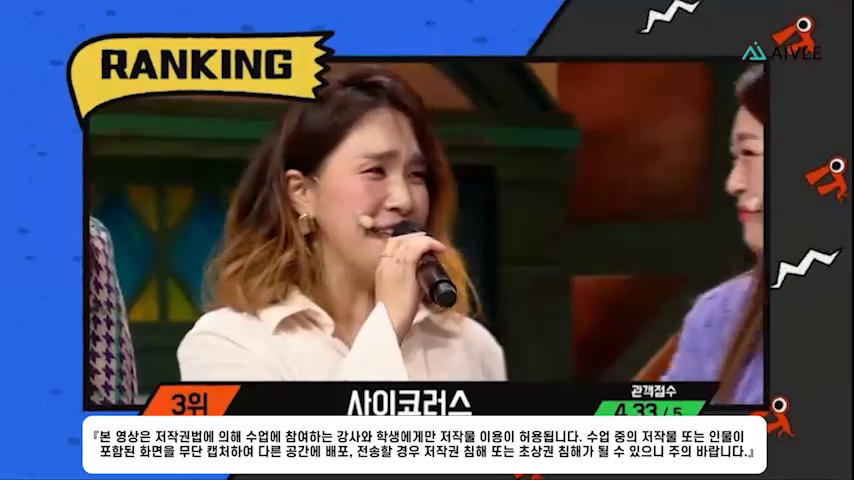 RANKING
AIVLE
3위
사이코러스
관객점수
4.33 / 5
『본 영상은 저작권법에 의해 수업에 참여하는 강사와 학생에게만 저작물 이용이 허용됩니다. 수업 중의 저작물 또는 인물이
포함된 화면을 무단 캡처하여 다른 공간에 배포, 전송할 경우 저작권 침해 또는 초상권 침해가 될 수 있으니 주의 바랍니다.』